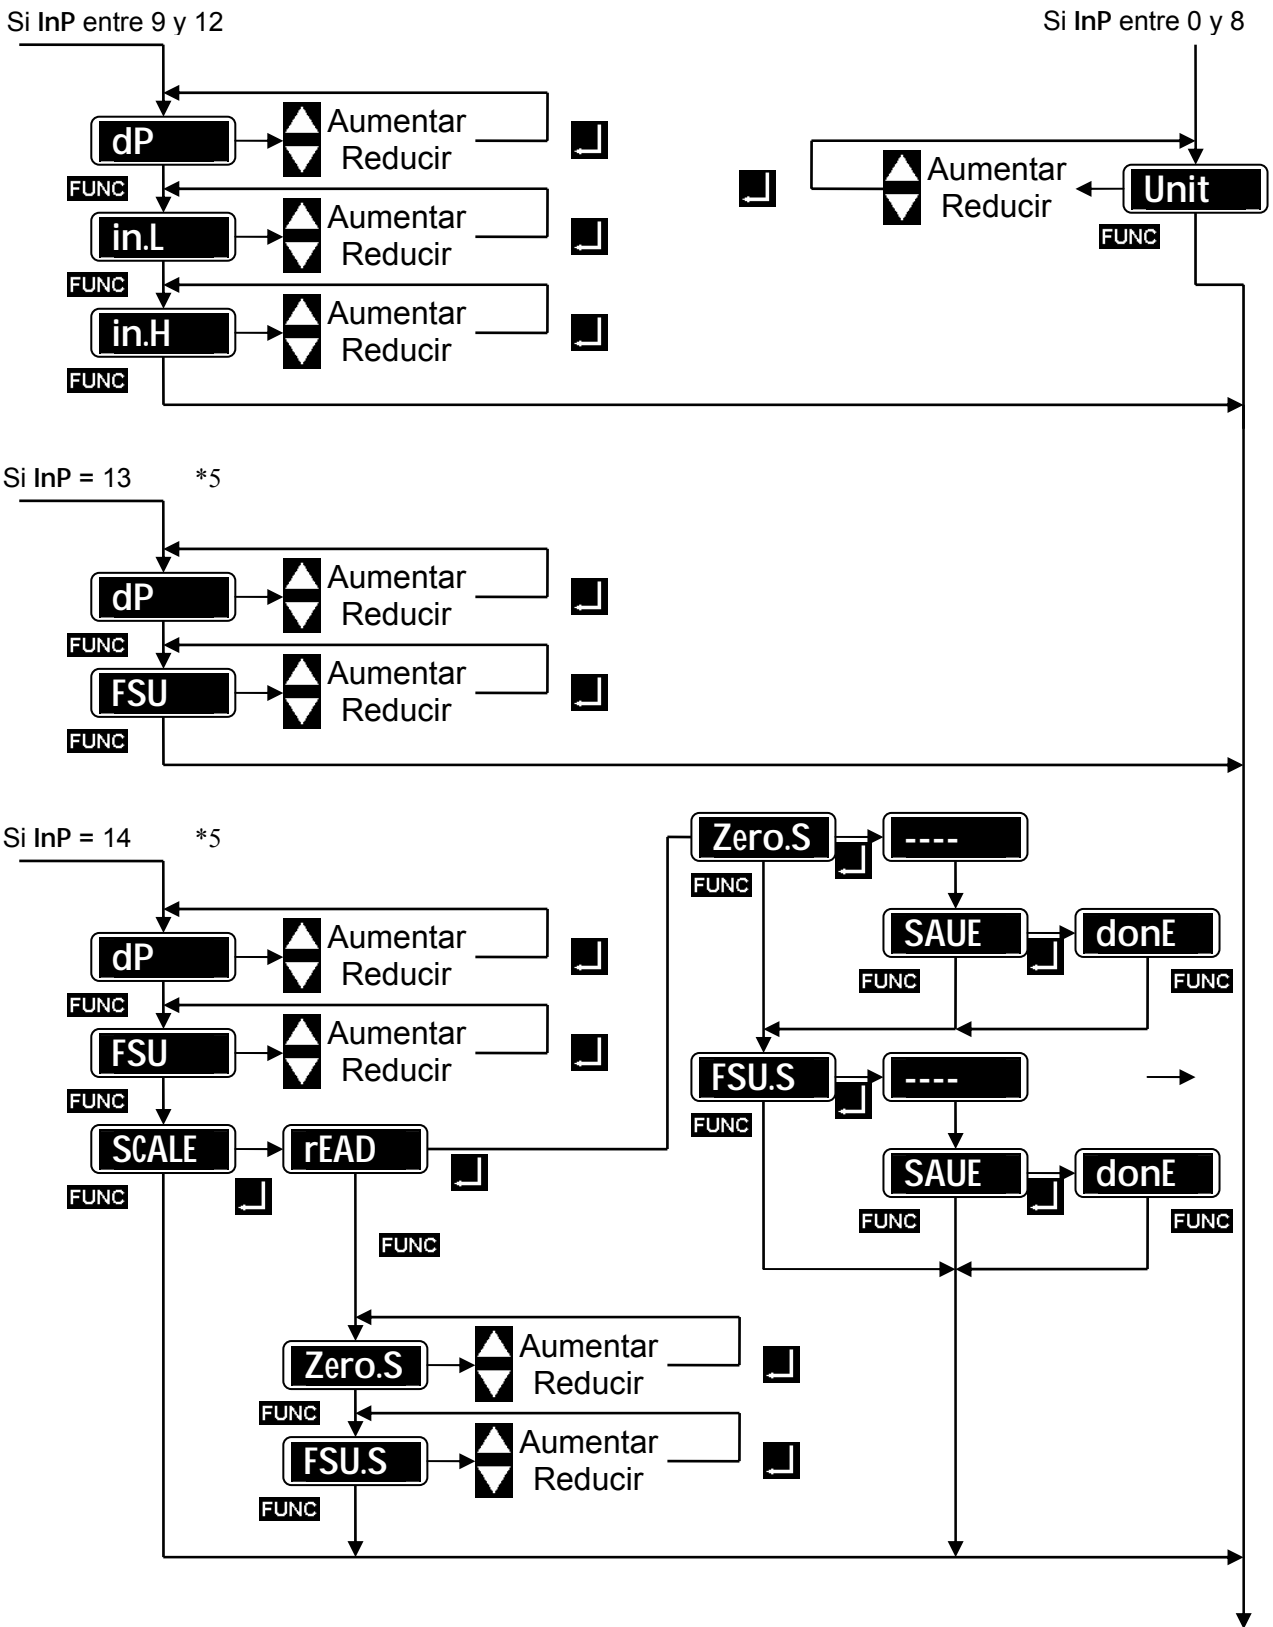 Si InP entre 9 y 12
Si InP entre 0 y 8
dP
Aumentar
Reducir
FUNC
in.L
Aumentar
Reducir
FUNC
in.H
Aumentar
Reducir
FUNC
Aumentar
Reducir
Unit
FUNC
Si InP = 13 *5
dP
Aumentar
Reducir
FUNC
FSU
Aumentar
Reducir
FUNC
Si InP = 14 *5
dP
Aumentar
Reducir
FUNC
FSU
Aumentar
Reducir
FUNC
SCALE
rEAD
FUNC
FUNC
Zero.S
----
FUNC
SAUE
donE
FUNC
FUNC
FSU.S
----
FUNC
SAUE
donE
FUNC
FUNC
Zero.S
Aumentar
Reducir
FUNC
FSU.S
Aumentar
Reducir
FUNC